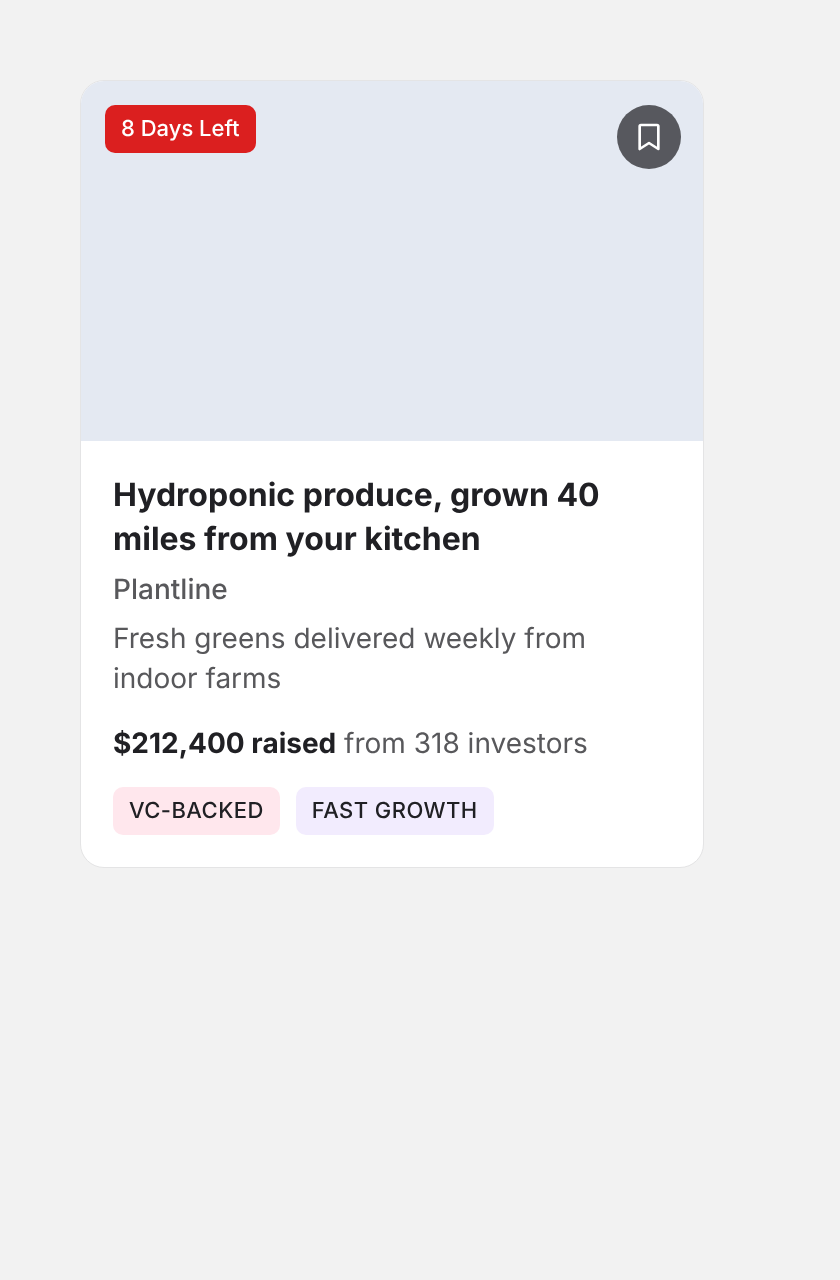 8 Days Left
Hydroponic produce, grown 40
miles from your kitchen
Plantline
Fresh greens delivered weekly from
indoor farms
$212,400 raised from 318 investors
VC-BACKED FAST GROWTH